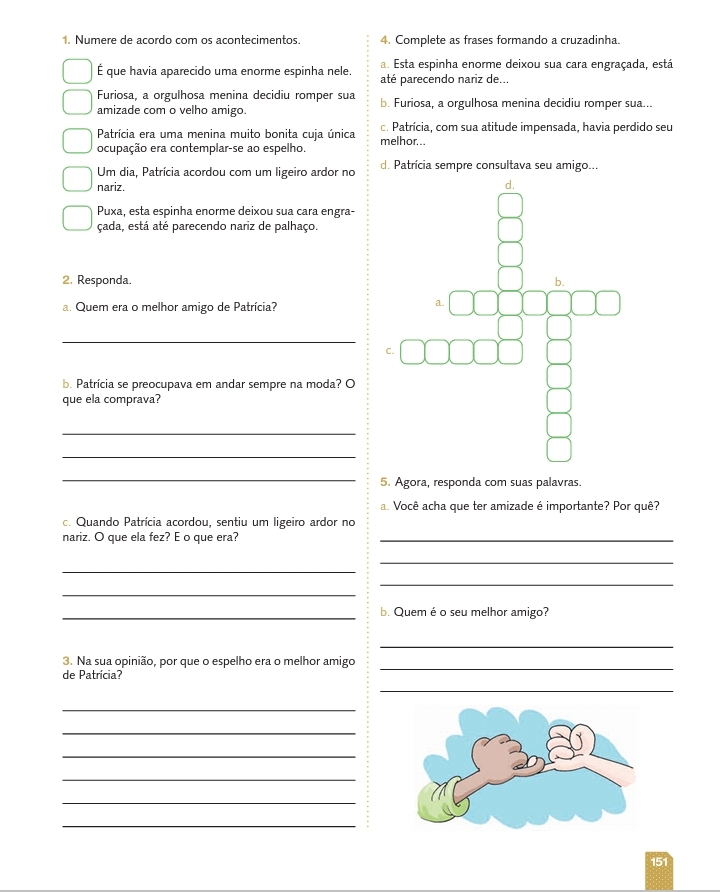 1. Numere de acordo com os acontecimentos.
É que havia aparecido uma enorme espinha nele.
Furiosa, a orgulhosa menina decidiu romper sua
amizade com o velho amigo.
Patrícia era uma menina muito bonita cuja única
ocupação era contemplar-se ao espelho.
Um dia, Patrícia acordou com um ligeiro ardor no
nariz.
Puxa, esta espinha enorme deixou sua cara engra-
çada, está até parecendo nariz de palhaço.
2. Responda.
a. Quem era o melhor amigo de Patrícia?
b. Patrícia se preocupava em andar sempre na moda? O
que ela comprava?
c. Quando Patrícia acordou, sentiu um ligeiro ardor no
nariz. O que ela fez? E o que era?
3. Na sua opinião, por que o espelho era o melhor amigo
de Patrícia?
4. Complete as frases formando a cruzadinha.
a. Esta espinha enorme deixou sua cara engraçada, está
até parecendo nariz de...
b. Furiosa, a orgulhosa menina decidiu romper sua...
c. Patrícia, com sua atitude impensada, havia perdido seu
melhor...
d. Patrícia sempre consultava seu amigo...
d.
b.
a.
c.
5. Agora, responda com suas palavras.
a. Você acha que ter amizade é importante? Por quê?
b. Quem é o seu melhor amigo?
151